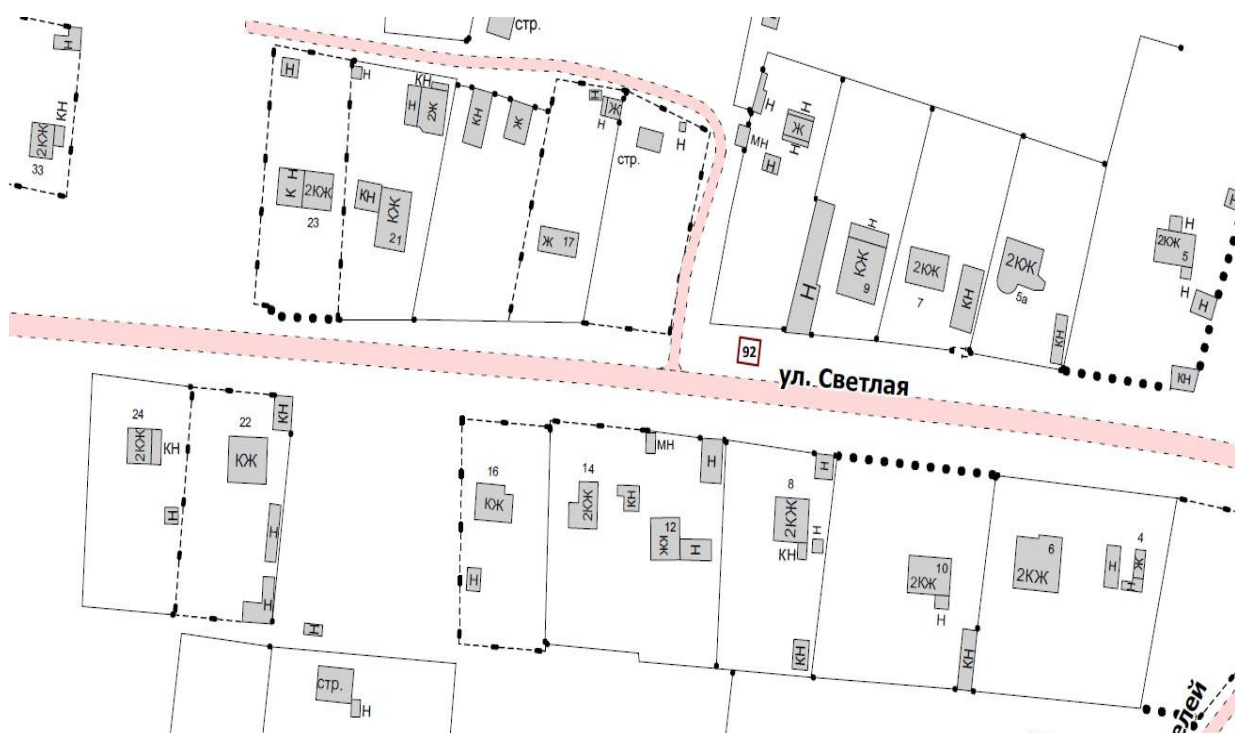 стр.
Н
КН
2КЖ
33
Н
Н
КН
Н
2Ж
КН
Ж
Н
Ж
Н
стр.
Н
Н
Н
Ж
Н
МН
Н
К Н
2КЖ
23
КН
КЖ
21
Ж 17
Н
Н
КЖ
9
2КЖ
7
КН
2КЖ
5а
КН
Н
Н
2КЖ
5
Н
Н
КН
92
ул. Светлая
24
2КЖ
КН
Н
22
КЖ
КН
Н
Н
Н
16
КЖ
Н
14
2КЖ
КН
МН
Н
12
КЖ
Н
8
2КЖ
КН
Н
Н
КН
10
2КЖ
Н
КН
6
2КЖ
4
Н
Ж
Н
стр.
Н
елей